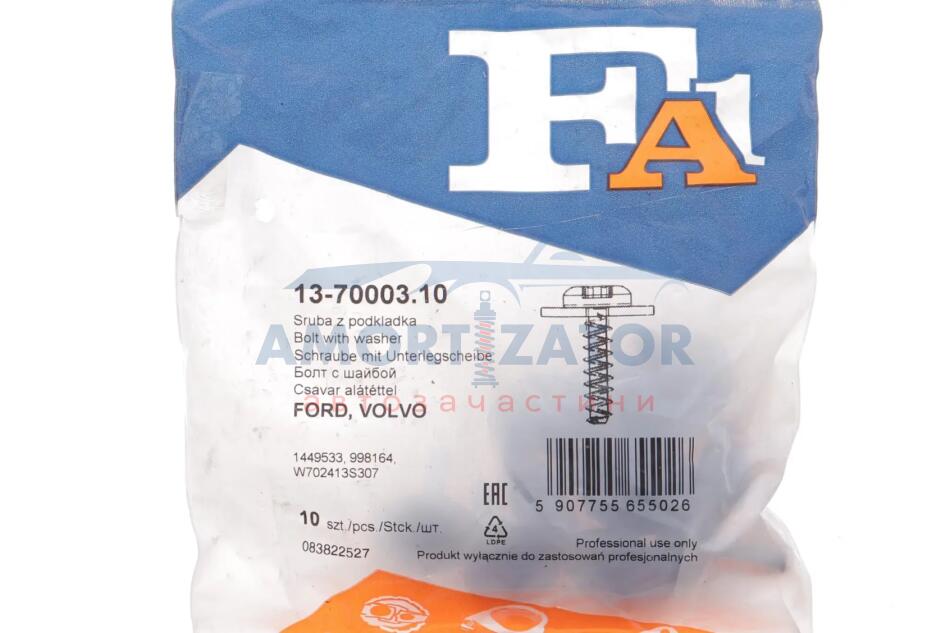 FA1
13-70003.10
Sruba z podkladka
Bolt with washer
Schraube mit Unterlegscheibe
Болт с шайбой
Csavar alátéttel
FORD, VOLVO
AMORTIZATOR
автозачастини
1449533, 998164,
W702413S307
EAC
5 907755 655026
10 szt./pcs./Stck./шт.
4
LDPE
083822527
Professional use only
Produkt wyłącznie do zastosowań profesjonalnych